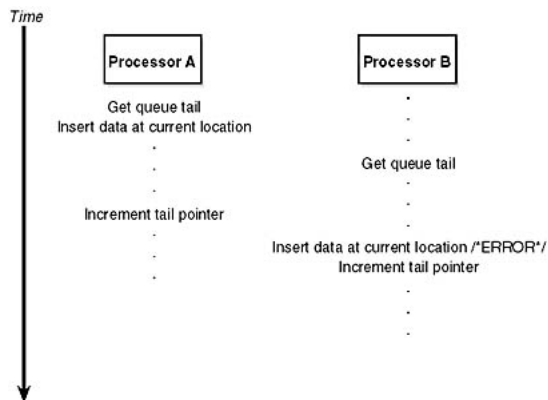 Time
Processor A
Processor B
Get queue tail
Insert data at current location
Get queue tail
Increment tail pointer
Insert data at current location /*ERROR*/
Increment tail pointer